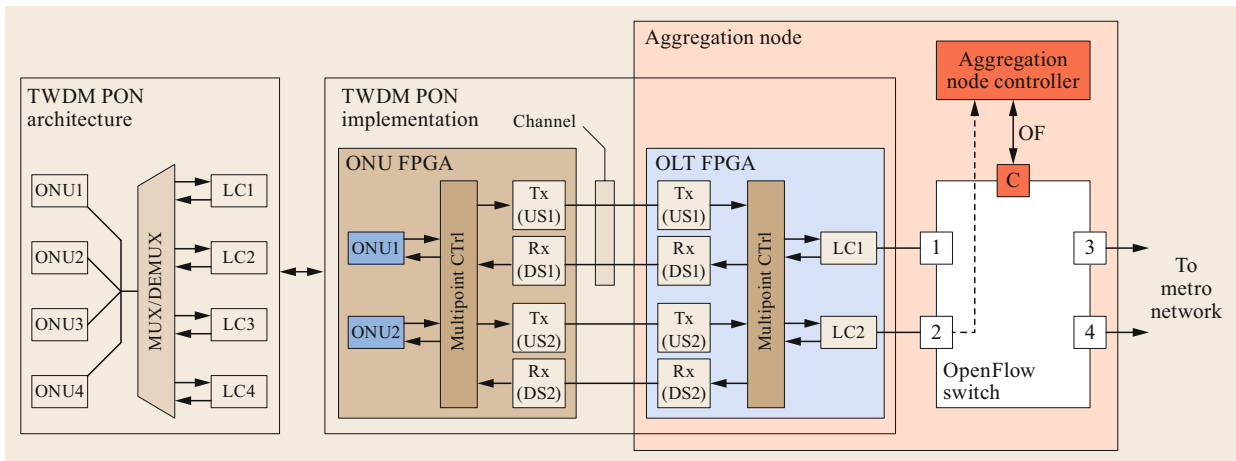 Aggregation node
Aggregation
node controller
TWDM PON
architecture
TWDM PON
implementation
Channel
OF
ONU FPGA
OLT FPGA
C
ONU1
ONU2
ONU3
ONU4
MUX/DEMUX
LC1
LC2
LC3
LC4
ONU1
ONU2
Multipoint CTrl
Tx
(US1)
Rx
(DS1)
Tx
(US2)
Rx
(DS2)
Tx
(US1)
Rx
(DS1)
Tx
(US2)
Rx
(DS2)
Multipoint CTrl
LC1
LC2
1
2
3
4
OpenFlow
switch
To
metro
network